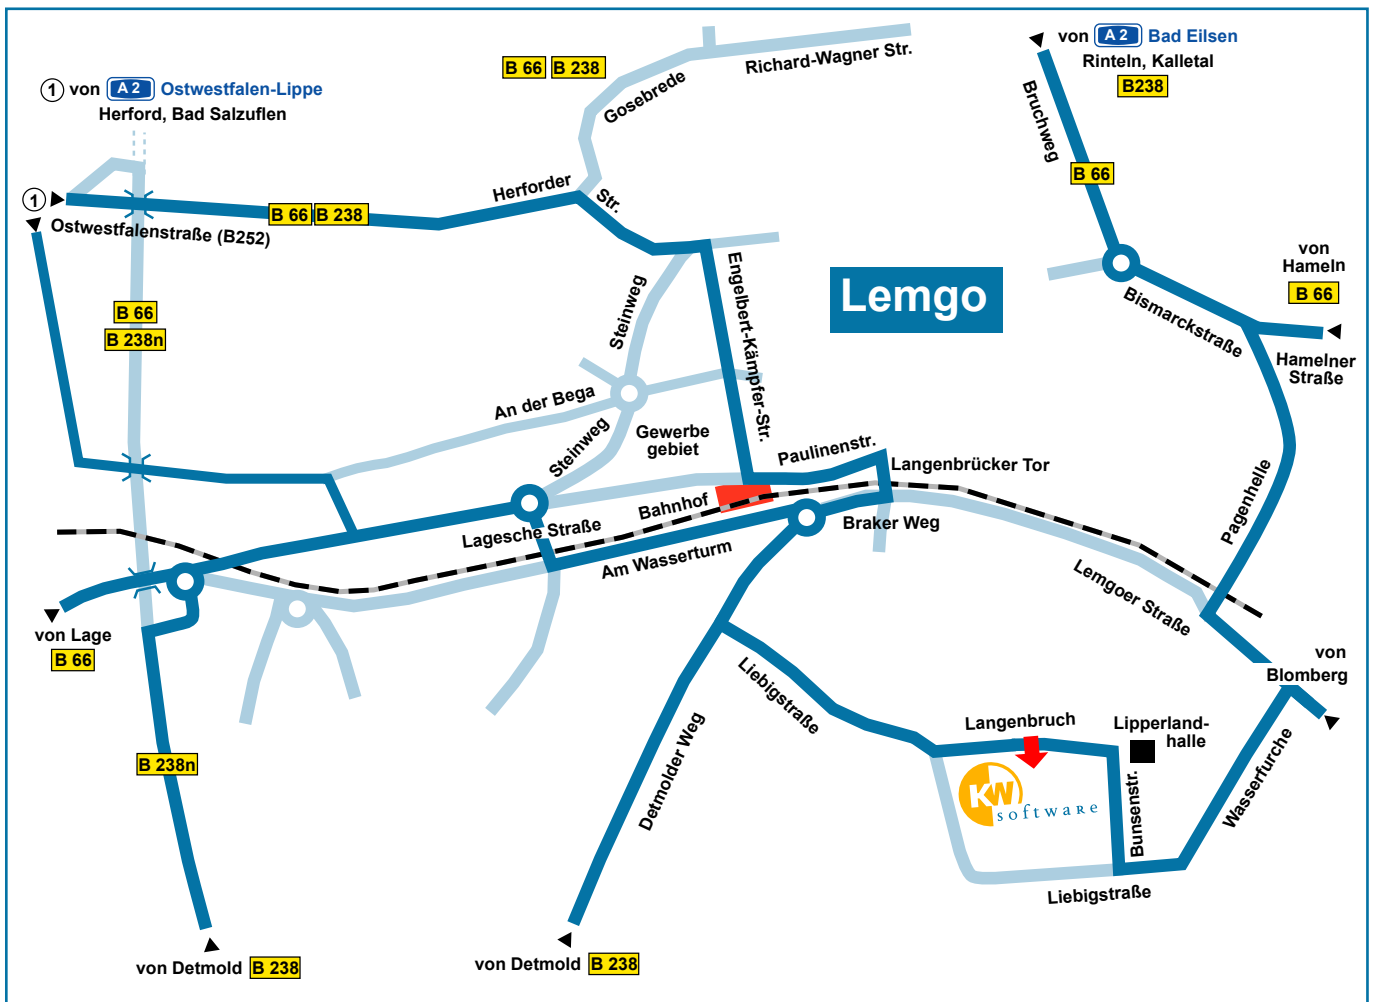 von A 2 Bad Eilsen
Rinteln, Kalletal
B238
B 66 B 238
Richard-Wagner Str.
Gosebrede
1 von A 2 Ostwestfalen-Lippe
Herford, Bad Salzuflen
Bruchweg
B 66
Herforder
Str.
1
B 66 B 238
Ostwestfalenstraße (B252)
von
Hameln
B 66
Lemgo
Engelbert-Kämpfer-Str.
Steinweg
Bismarckstraße
B 66
B 238n
Hamelner
Straße
An der Bega
Steinweg
Gewerbe
gebiet
Paulinenstr.
Langenbrücker Tor
Pagenhelle
Bahnhof
Lagesche Straße
Braker Weg
Am Wasserturm
Lemgoer Straße
von Lage
B 66
von
Blomberg
Liebigstraße
Detmolder Weg
Langenbruch
Lipperland-
halle
B 238n
Wasserfurche
KW
software
Bunsenstr.
Liebigstraße
von Detmold B 238
von Detmold B 238